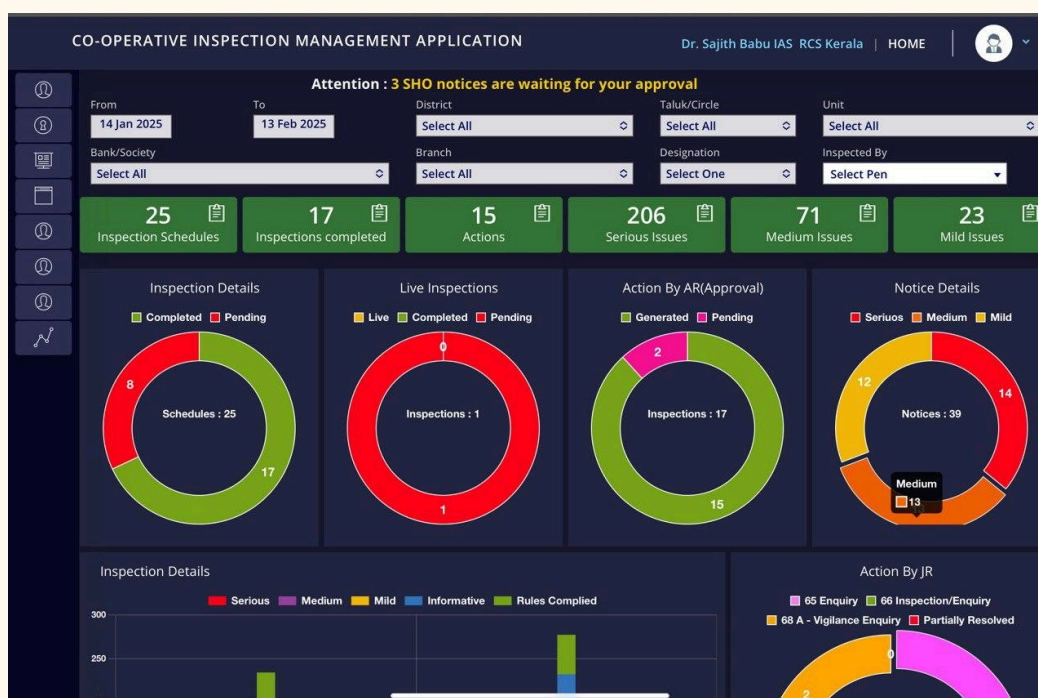 CO-OPERATIVE INSPECTION MANAGEMENT APPLICATION
Dr. Sajith Babu IAS RCS Kerala | HOME
Attention : 3 SHO notices are waiting for your approval
From To District Taluk/Circle Unit
14 Jan 2025 13 Feb 2025 Select All Select All Select All
Bank/Society Branch Designation Inspected By
Select All Select All Select One Select Pen
25 17 15 206 71 23
Inspection Schedules Inspections completed Actions Serious Issues Medium Issues Mild Issues
Inspection Details
Completed Pending
8
Schedules : 25
17
Live Inspections
Live Completed Pending
0
Inspections : 1
1
Action By AR(Approval)
Generated Pending
2
Inspections : 17
15
Notice Details
Seriuos Medium Mild
12
14
Notices : 39
Medium
13
Inspection Details
Serious Medium Mild Informative Rules Complied
300
250
Action By JR
65 Enquiry 66 Inspection/Enquiry
68 A - Vigilance Enquiry Partially Resolved
0
2